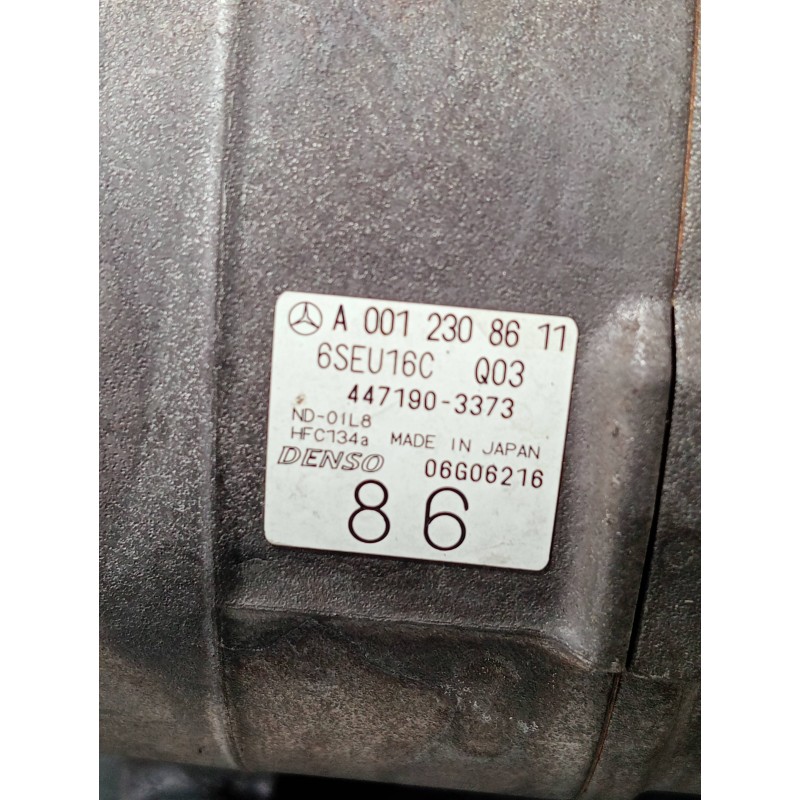 A 001 230 86 11
6SEU16C Q03
447190-3373
ND-OIL8
HFC134a MADE IN JAPAN
DENSO 06G06216
86